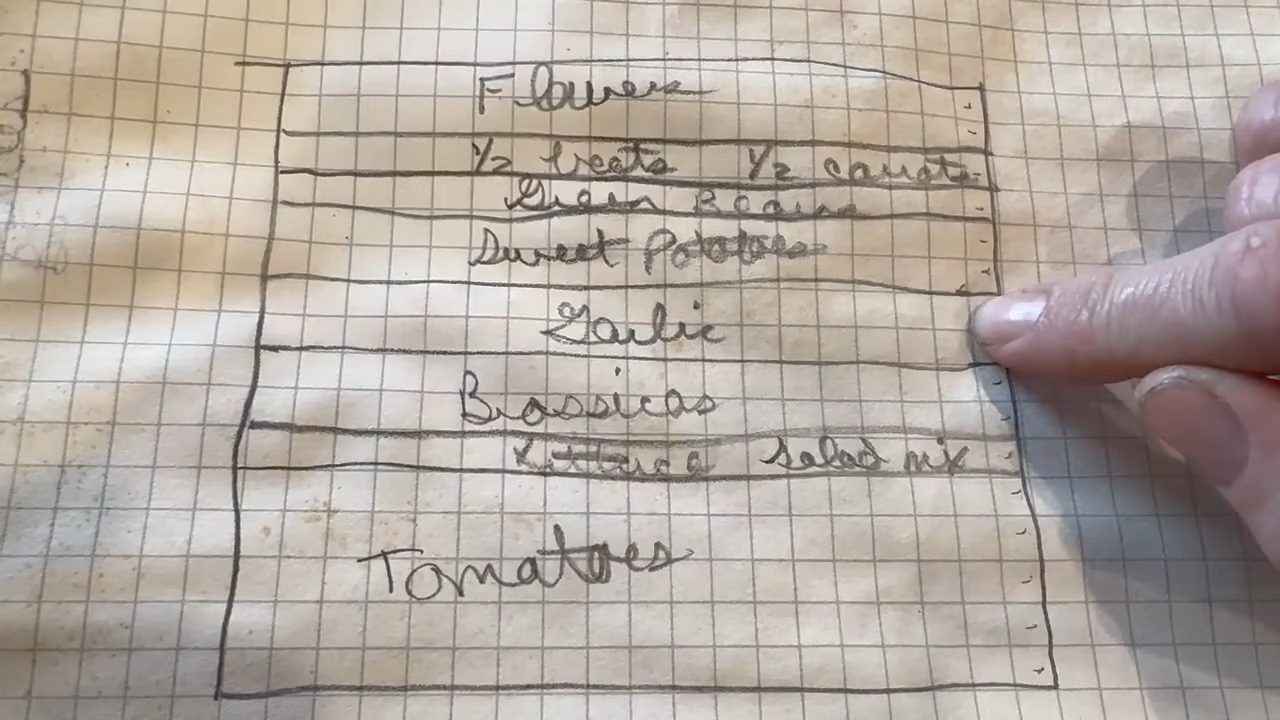 Flowers
1/2 beets 1/2 carrots
Green Beans
Sweet Potatoes
Garlic
Brassicas
Lettuce Salad mix
Tomatoes